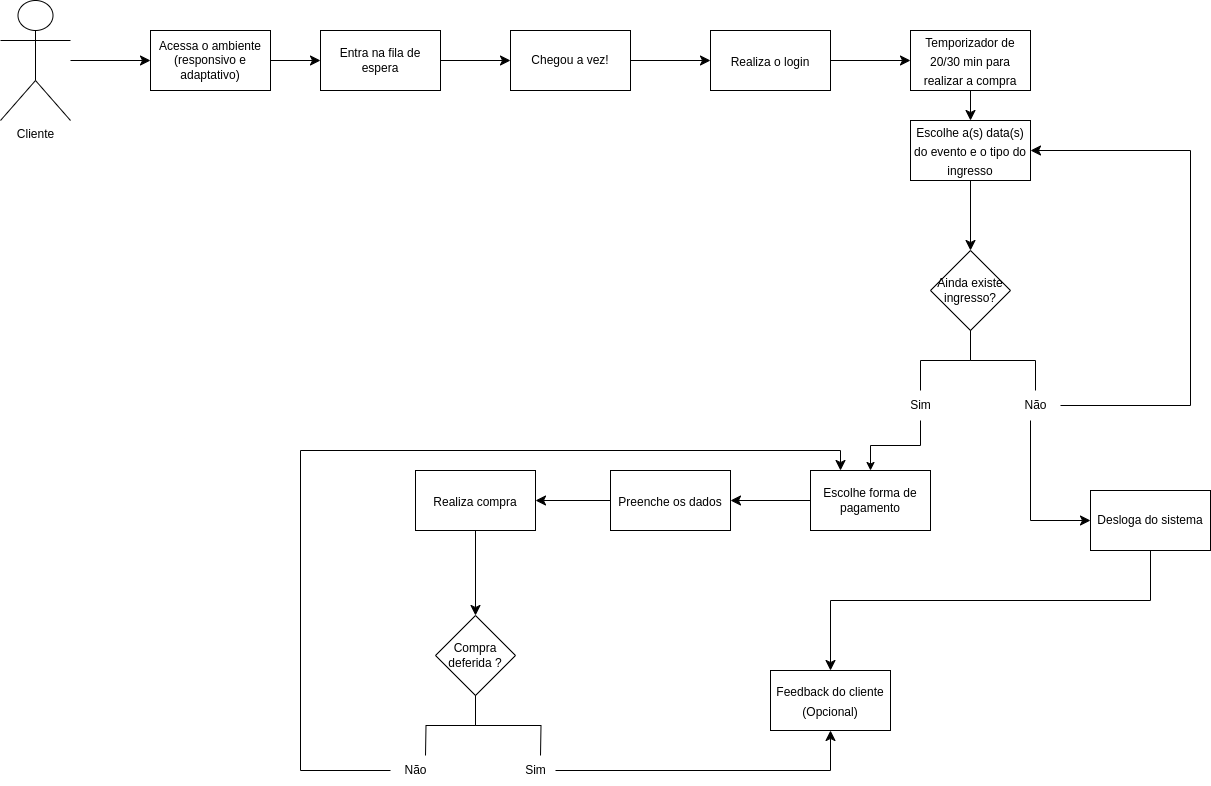 Cliente
Acessa o ambiente
(responsivo e
adaptativo)
Entra na fila de
espera
Chegou a vez!
Realiza o login
Temporizador de
20/30 min para
realizar a compra
Escolhe a(s) data(s)
do evento e o tipo do
ingresso
Ainda existe
ingresso?
Sim
Não
Escolhe forma de
pagamento
Preenche os dados
Realiza compra
Desloga do sistema
Compra
deferida ?
Não
Sim
Feedback do cliente
(Opcional)